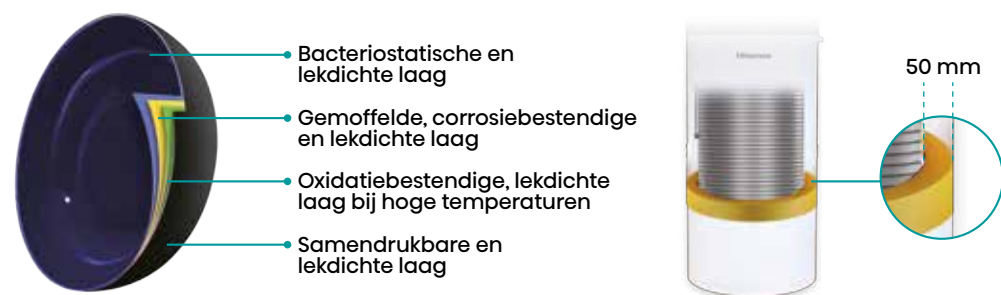 Bacteriostatische en
lekdichte laag
Gemoffelde, corrosiebestendige
en lekdichte laag
Oxidatiebestendige, lekdichte
laag bij hoge temperaturen
Samendrukbare en
lekdichte laag
50 mm